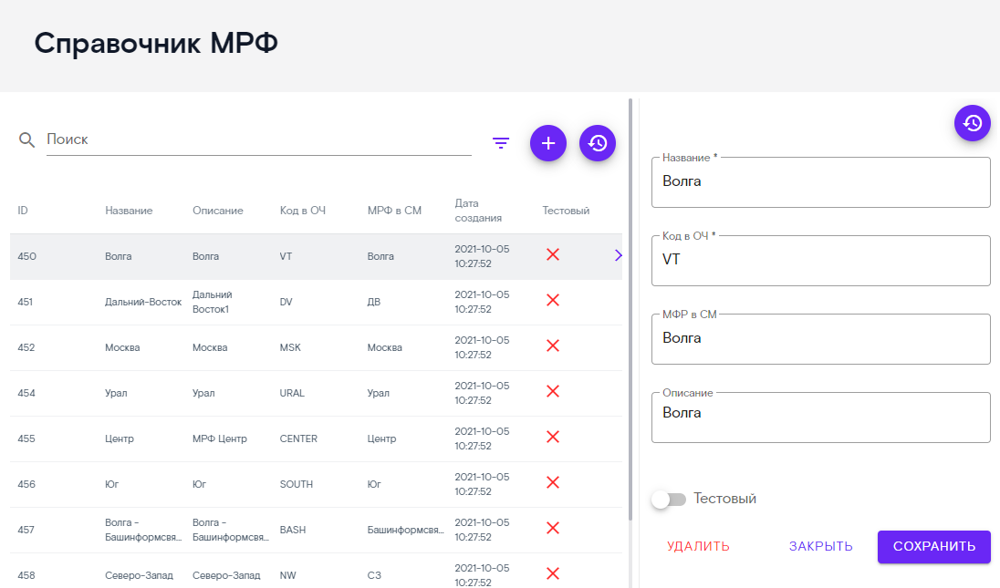 Справочник МРФ
Поиск
ID Название Описание Код в ОЧ МРФ в СМ Дата создания Тестовый
450 Волга Волга VT Волга 2021-10-05 10:27:52
451 Дальний-Восток Дальний Восток1 DV ДВ 2021-10-05 10:27:52
452 Москва Москва MSK Москва 2021-10-05 10:27:52
454 Урал Урал URAL Урал 2021-10-05 10:27:52
455 Центр МРФ Центр CENTER Центр 2021-10-05 10:27:52
456 Юг Юг SOUTH Юг 2021-10-05 10:27:52
457 Волга - Башинформсвя... Волга - Башинформсвя... BASH Башинформсвя... 2021-10-05 10:27:52
458 Северо-Запад Северо-Запад NW СЗ 2021-10-05 10:27:52
Название *
Волга
Код в ОЧ *
VT
МФР в СМ
Волга
Описание
Волга
Тестовый
УДАЛИТЬ ЗАКРЫТЬ СОХРАНИТЬ